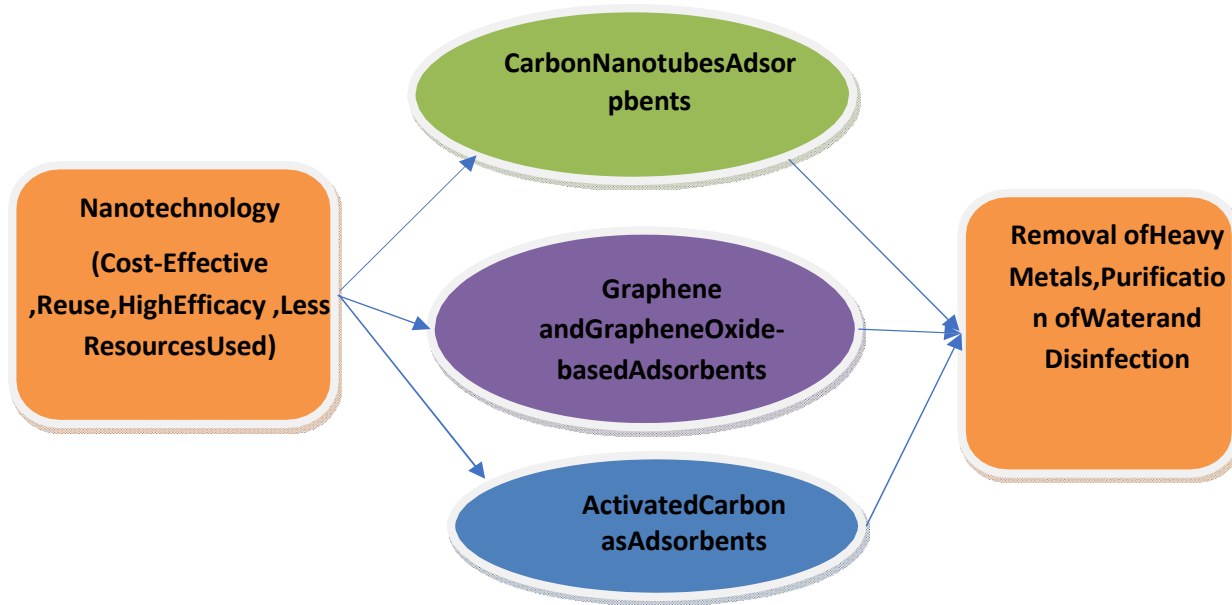 CarbonNanotubesAdsor
pbents
Nanotechnology
(Cost-Effective
,Reuse,HighEfficacy ,Less
ResourcesUsed)
Graphene
andGrapheneOxide-
basedAdsorbents
ActivatedCarbon
asAdsorbents
Removal ofHeavy
Metals,Purificatio
n ofWaterand
Disinfection